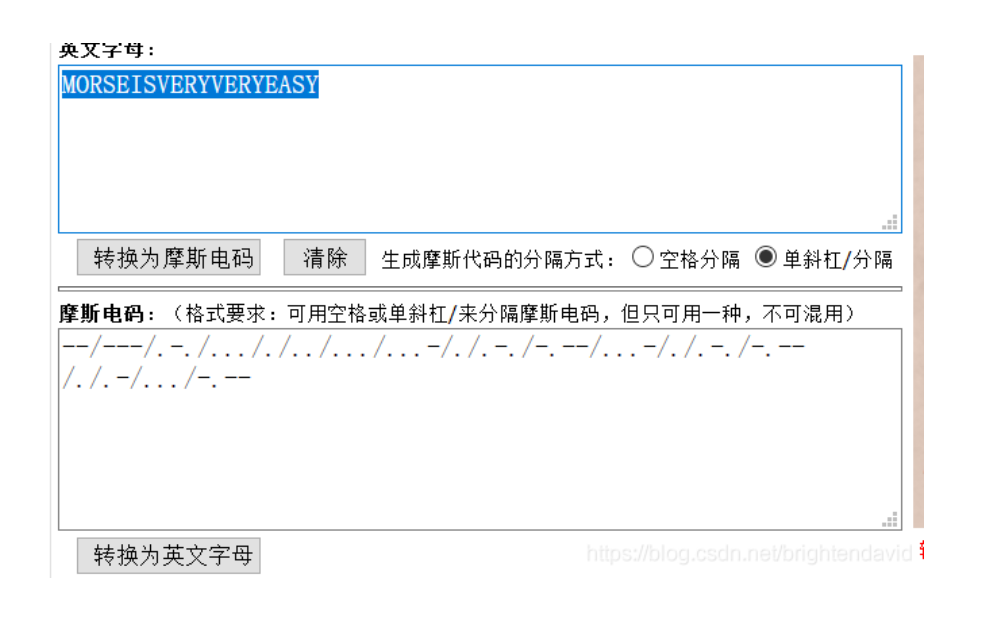 英文字母：
MORSEISVERYVERYEASY
转换为摩斯电码 清除 生成摩斯代码的分隔方式： 空格分隔 单斜杠/分隔
摩斯电码：（格式要求：可用空格或单斜杠/来分隔摩斯电码，但只可用一种，不可混用）
--/---/.-./..././../.../...-/./.-./-.--/...-/./.-./-.--
/./.-/.../-.--
转换为英文字母
https://blog.csdn.net/brightendavid